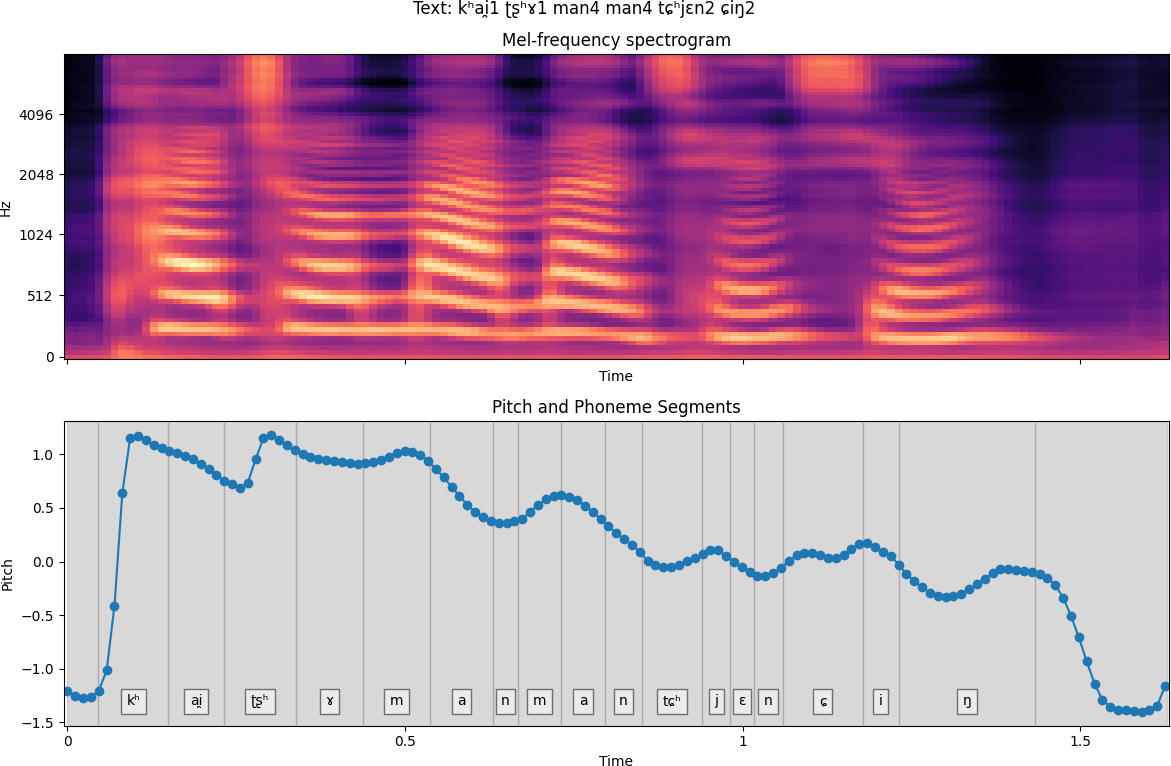 Text: kʰai̯1 ʈʂʰɤ1 man4 man4 tɕʰjɛn2 ɕiŋ2
Mel-frequency spectrogram
4096
2048
1024
512
0
Hz
Time
Pitch and Phoneme Segments
1.0
0.5
0.0
−0.5
−1.0
−1.5
Pitch
kʰ ai̯ ʈʂʰ ɤ m a n m a n tɕʰ j ɛ n ɕ i ŋ
0 0.5 1 1.5
Time